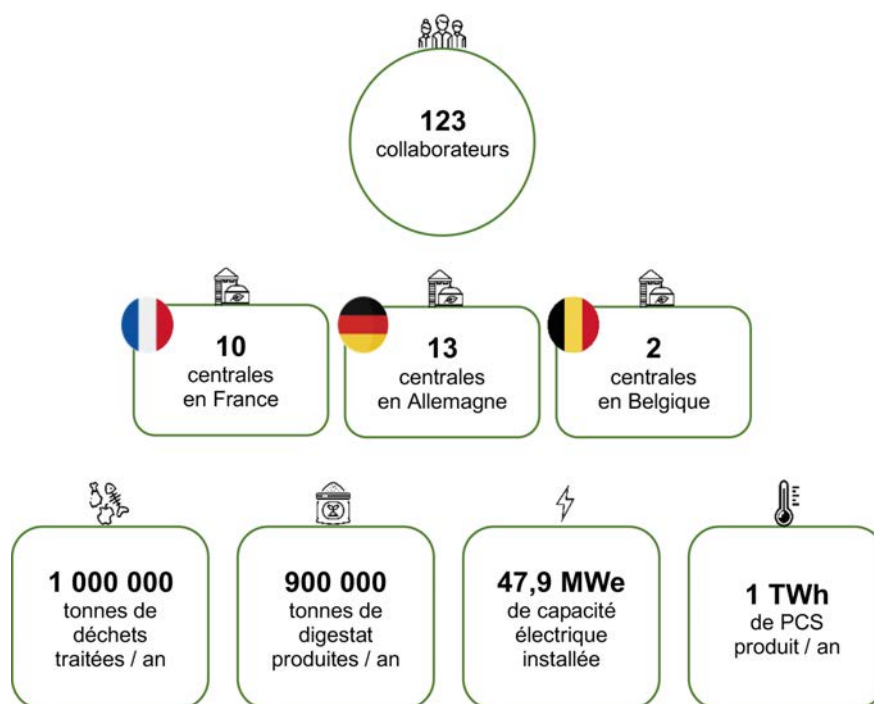 123
collaborateurs
10
centrales
en France
13
centrales
en Allemagne
2
centrales
en Belgique
1 000 000
tonnes de
déchets
traitées / an
900 000
tonnes de
digestat
produites / an
47,9 MWe
de capacité
électrique
installée
1 TWh
de PCS
produit / an